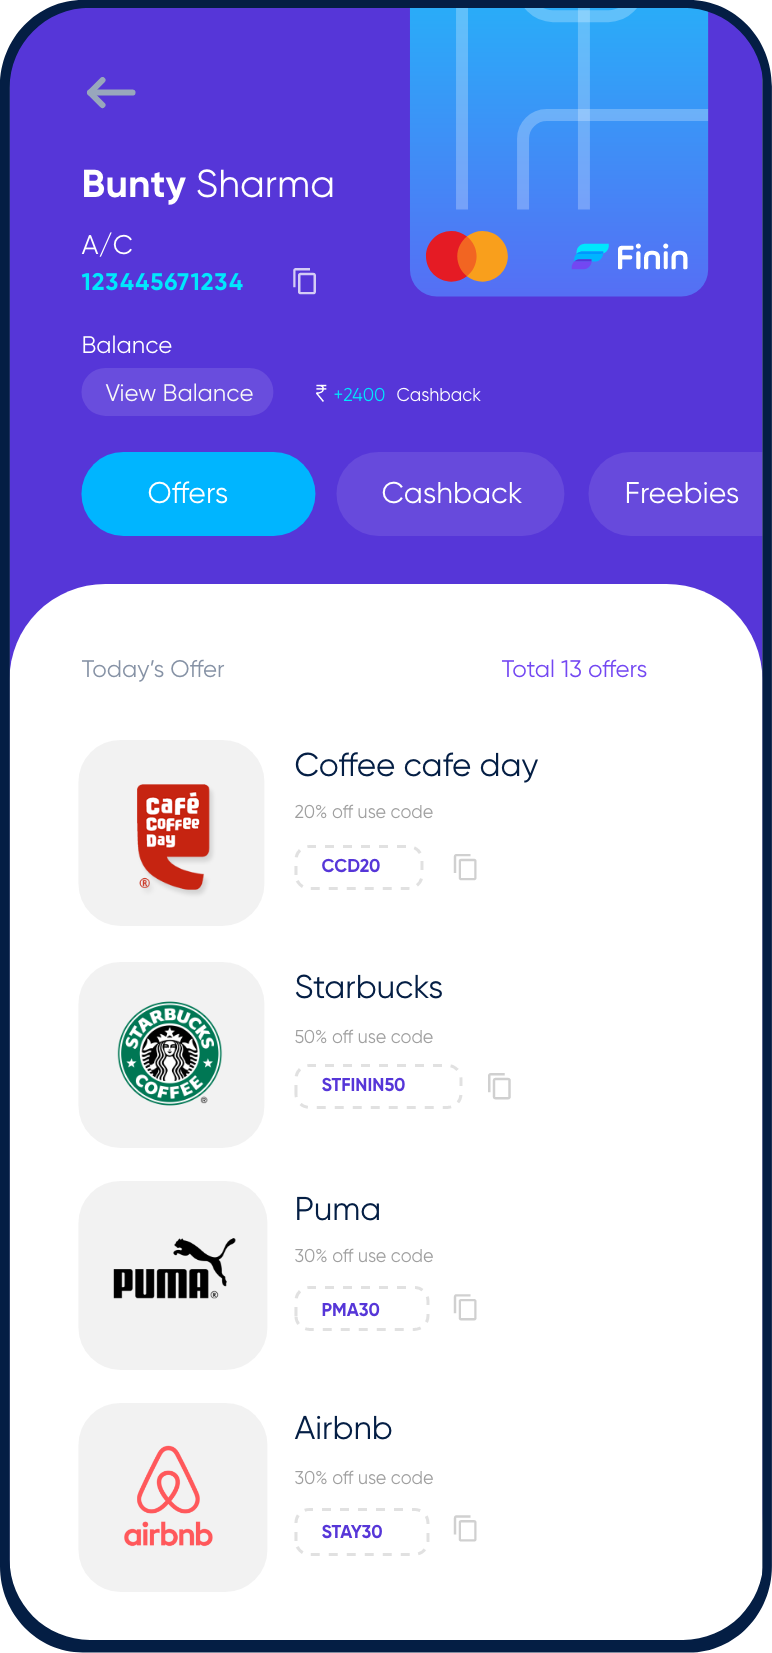 Bunty Sharma
A/C
123445671234
Finin
Balance
View Balance
₹ +2400 Cashback
Offers
Cashback
Freebies
Today’s Offer
Total 13 offers
Café
Coffee
Day
®
Coffee cafe day
20% off use code
CCD20
STARBUCKS
COFFEE
®
Starbucks
50% off use code
STFININ50
PUMA®
Puma
30% off use code
PMA30
airbnb
Airbnb
30% off use code
STAY30